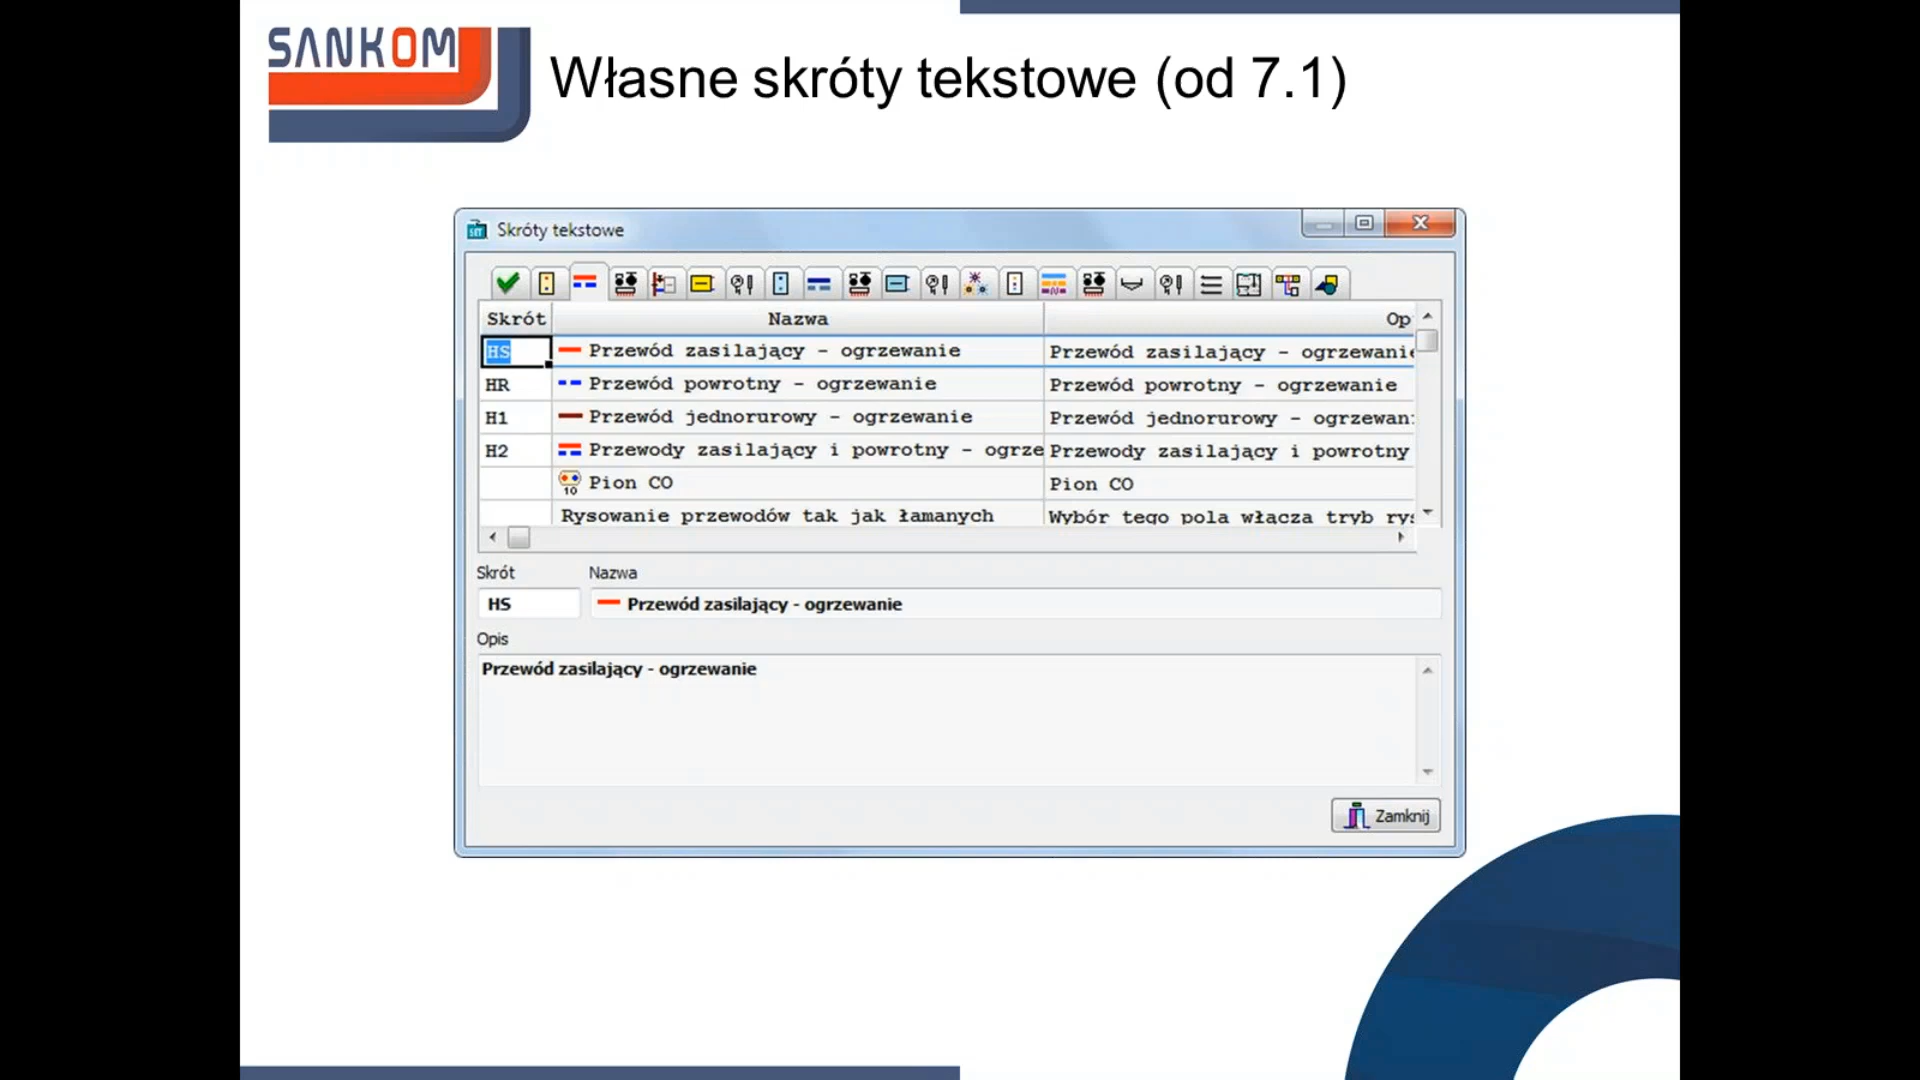 SANKOM
Własne skróty tekstowe (od 7.1)
Skróty tekstowe
Skrót Nazwa Op
HS Przewód zasilający - ogrzewanie Przewód zasilający - ogrzewanie
HR Przewód powrotny - ogrzewanie Przewód powrotny - ogrzewanie
H1 Przewód jednorurowy - ogrzewanie Przewód jednorurowy - ogrzewan
H2 Przewody zasilający i powrotny - ogrze Przewody zasilający i powrotny
10 Pion CO Pion CO
Rysowanie przewodów tak jak łamanych Wybór tego pola włącza tryb rys
Skrót Nazwa
HS Przewód zasilający - ogrzewanie
Opis
Przewód zasilający - ogrzewanie
Zamknij